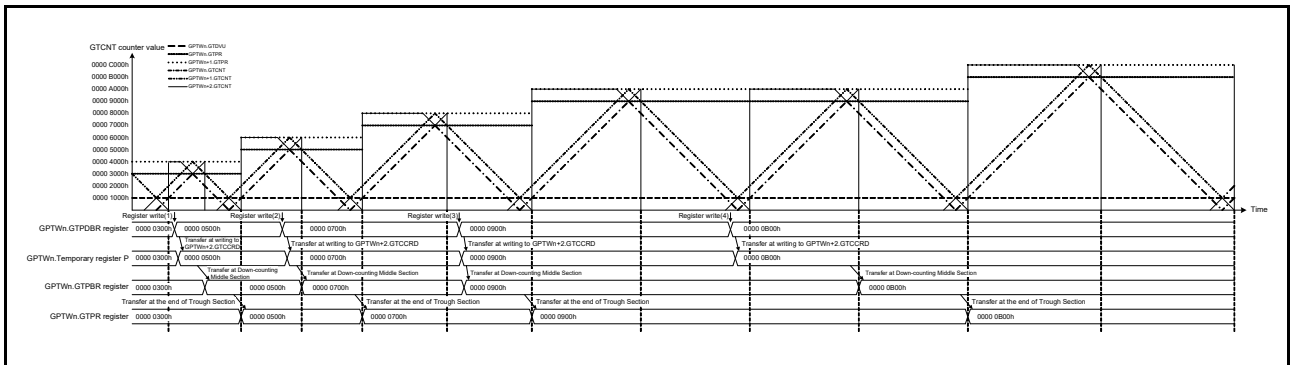 GTCNT counter value
GPTWn.GTDVU
GPTWn.GTPR
GPTWn+1.GTPR
GPTWn.GTCNT
GPTWn+1.GTCNT
GPTWn+2.GTCNT
0000 C000h
0000 B000h
0000 A000h
0000 9000h
0000 8000h
0000 7000h
0000 6000h
0000 5000h
0000 4000h
0000 3000h
0000 2000h
0000 1000h
Time
Register write(1) Register write(2) Register write(3) Register write(4)
GPTWn.GTPDBR register 0000 0300h 0000 0500h 0000 0700h 0000 0900h 0000 0B00h
Transfer at writing to
GPTWn+2.GTCCRD
Transfer at writing to GPTWn+2.GTCCRD
Transfer at writing to GPTWn+2.GTCCRD
Transfer at writing to GPTWn+2.GTCCRD
GPTWn.Temporary register P 0000 0300h 0000 0500h 0000 0700h 0000 0900h 0000 0B00h
Transfer at Down-counting
Middle Section
Transfer at Down-counting Middle Section
Transfer at Down-counting Middle Section
Transfer at Down-counting Middle Section
GPTWn.GTPBR register 0000 0300h 0000 0500h 0000 0700h 0000 0900h 0000 0B00h
Transfer at the end of Trough Section Transfer at the end of Trough Section Transfer at the end of Trough Section Transfer at the end of Trough Section
GPTWn.GTPR register 0000 0300h 0000 0500h 0000 0700h 0000 0900h 0000 0B00h